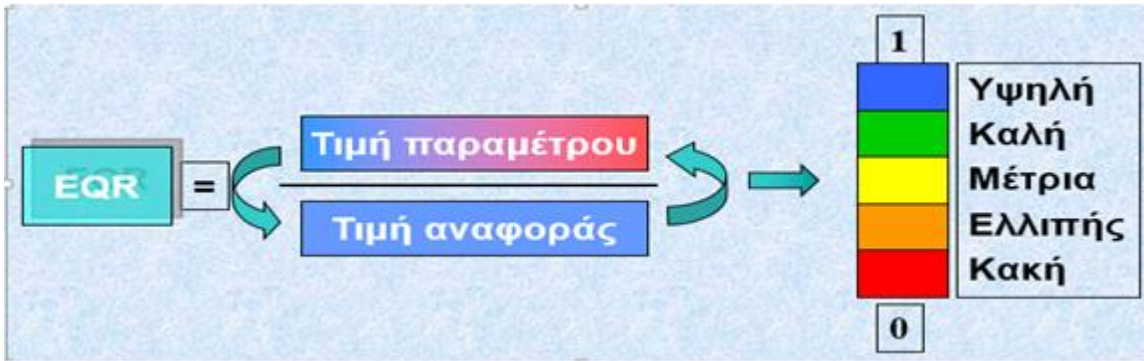 EQR
=
Τιμή παραμέτρου
Τιμή αναφοράς
1
Υψηλή
Καλή
Μέτρια
Ελλιπής
Κακή
0